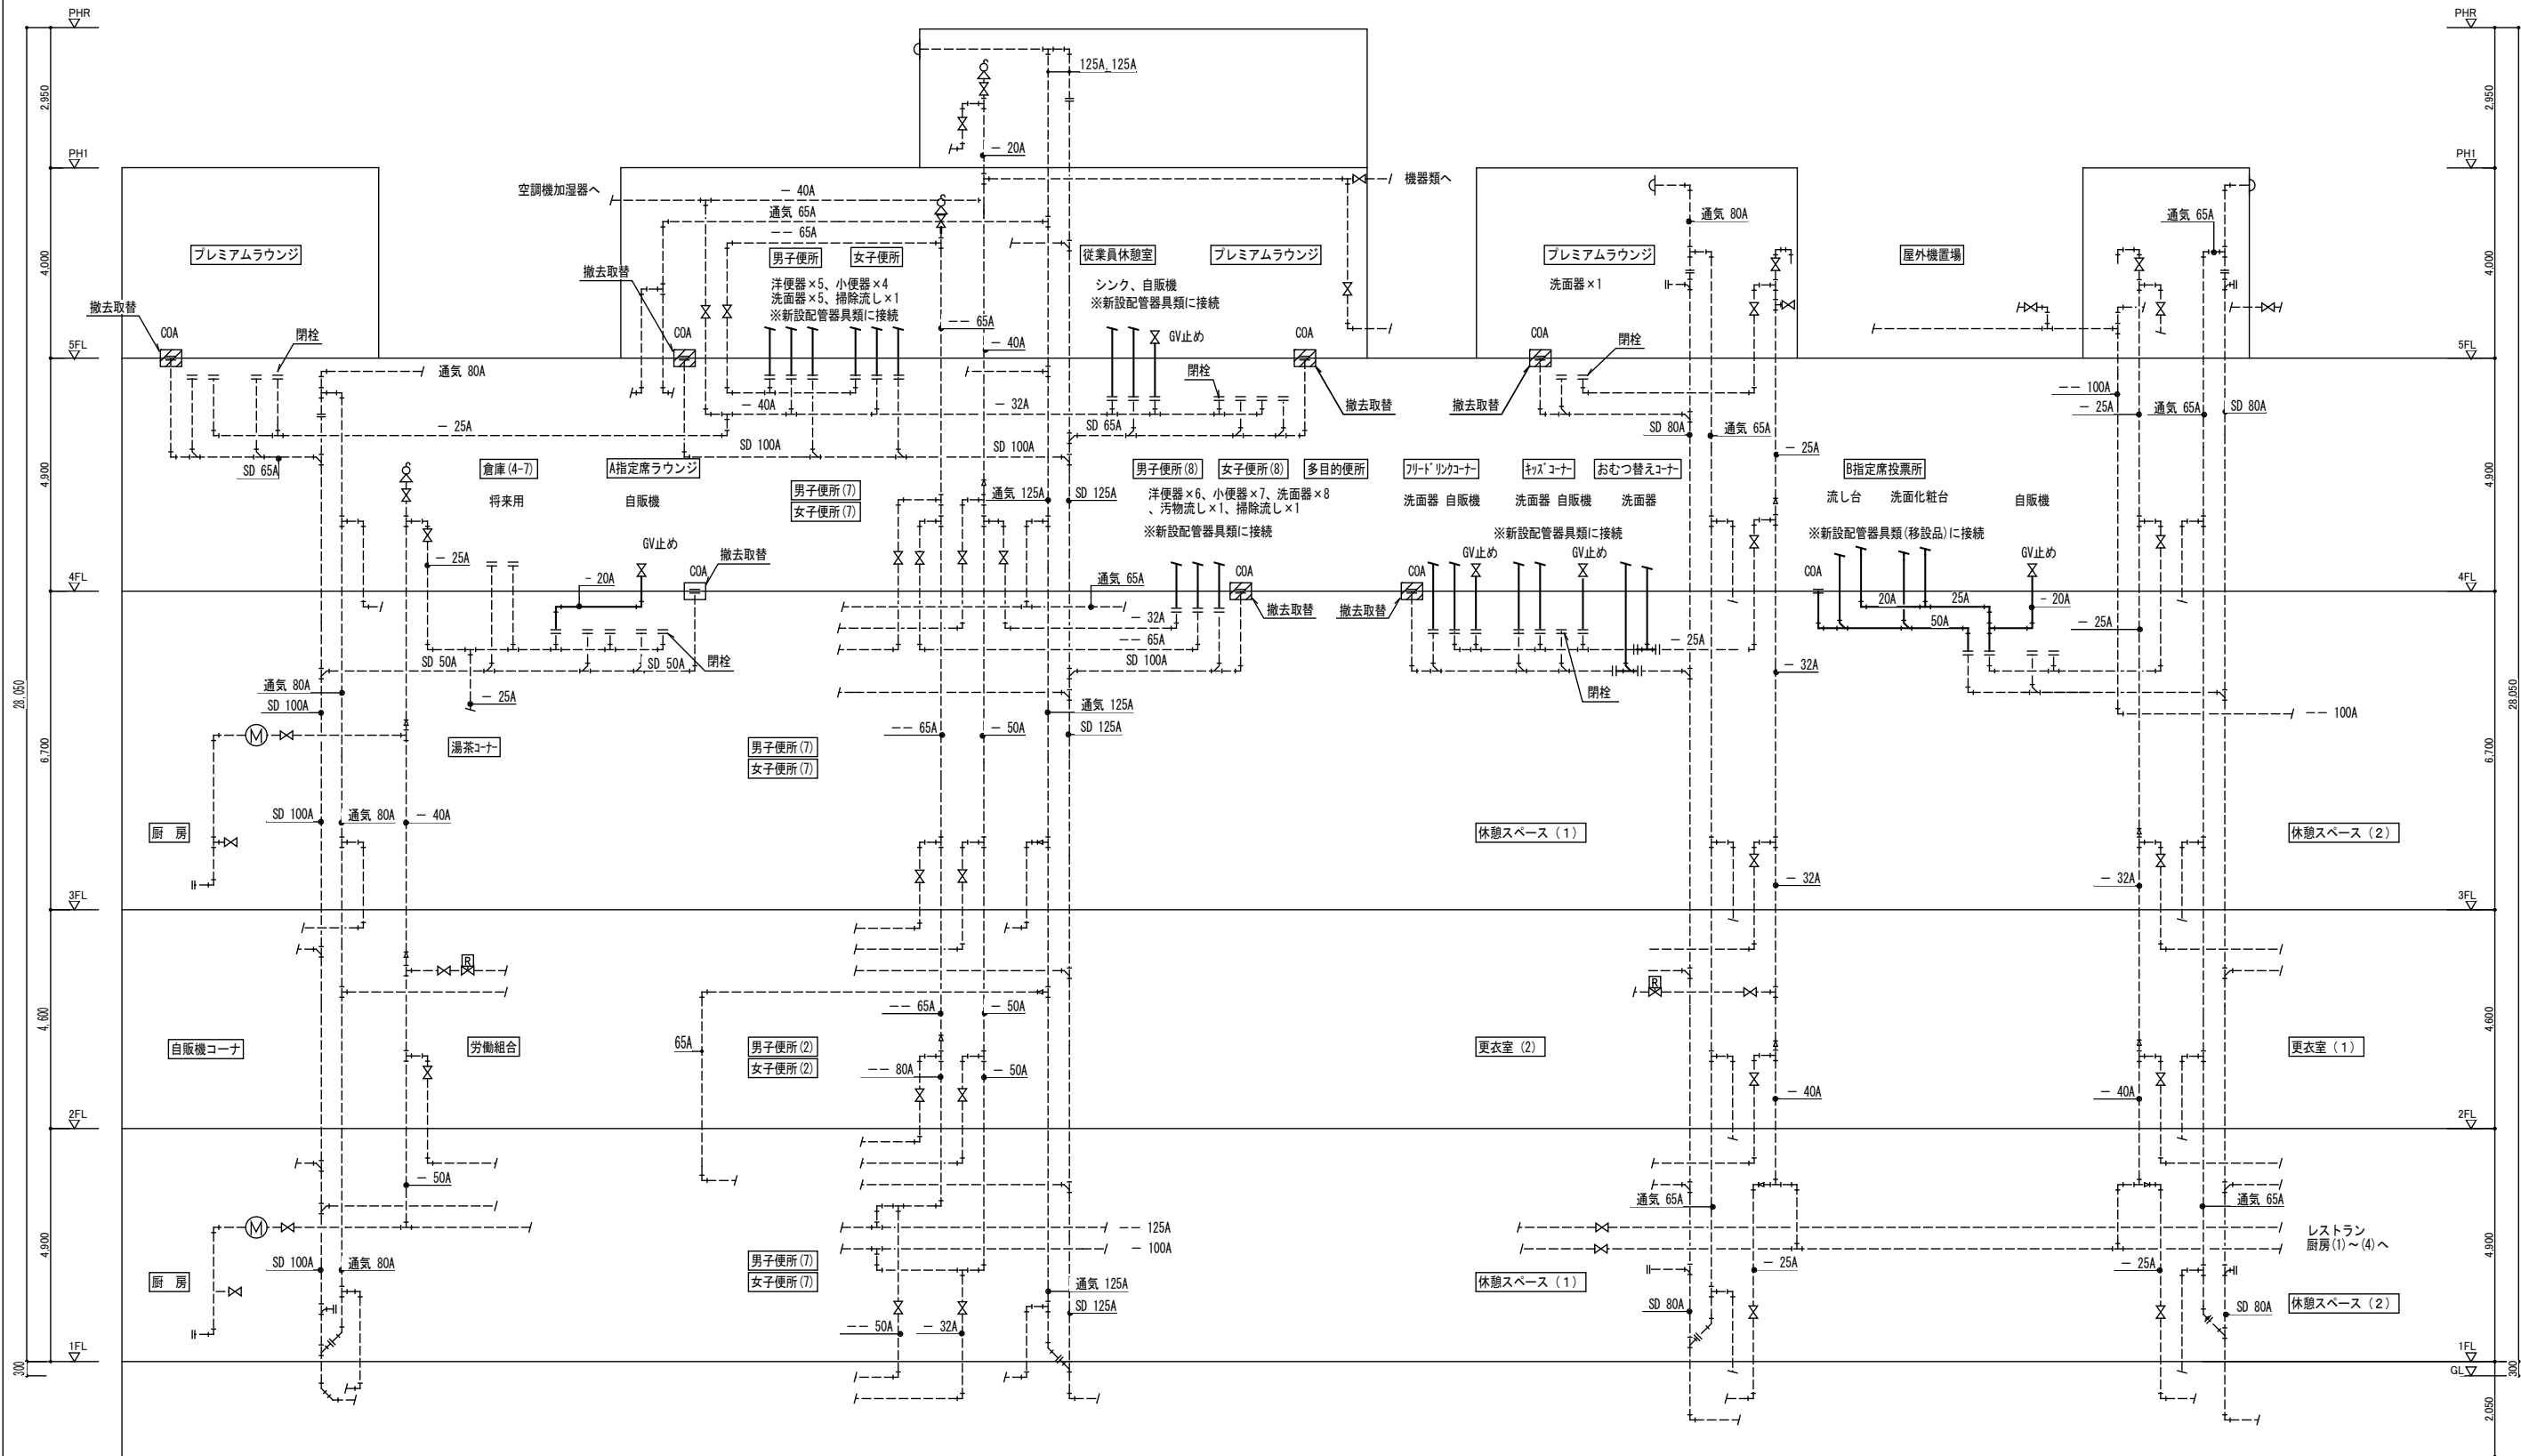 PHR
PHR
2,950
2,950
125A, 125A
－ 20A
PH1
PH1
空調機加湿器へ
－ 40A
機器類へ
通気 65A
通気 80A
通気 65A
－－ 65A
プレミアムラウンジ
男子便所
女子便所
従業員休憩室
プレミアムラウンジ
プレミアムラウンジ
屋外機置場
4,000
4,000
撤去取替
洋便器×5、小便器×4
洗面器×5、掃除流し×1
※新設配管器具類に接続
シンク、自販機
※新設配管器具類に接続
洗面器×1
撤去取替
－－ 65A
COA
閉栓
COA
GV止め
COA
COA
閉栓
5FL
5FL
－ 40A
通気 80A
閉栓
－－ 100A
－ 40A
－ 32A
撤去取替
撤去取替
－ 25A
通気 65A
SD 80A
－ 25A
SD 65A
SD 80A
通気 65A
SD 100A
SD 100A
－ 25A
SD 65A
4,900
4,900
倉庫(4-7)
A指定席ラウンジ
男子便所(8)
女子便所(8)
多目的便所
フリードリンクコーナー
キッズコーナー
おむつ替えコーナー
B指定席投票所
将来用
自販機
男子便所(7)
女子便所(7)
通気 125A
SD 125A
洋便器×6、小便器×7、洗面器×8
、汚物流し×1、掃除流し×1
※新設配管器具類に接続
洗面器 自販機
洗面器 自販機
洗面器
流し台
洗面化粧台
自販機
※新設配管器具類に接続
※新設配管器具類(移設品)に接続
GV止め
撤去取替
GV止め
GV止め
GV止め
－ 25A
－ 20A
COA
通気 65A
COA
COA
COA
4FL
4FL
撤去取替
撤去取替
20A
25A
－ 20A
－ 32A
50A
－ 25A
－－ 65A
－ 25A
SD 50A
SD 50A
閉栓
SD 100A
－ 32A
通気 80A
－ 25A
閉栓
SD 100A
通気 125A
－－ 100A
28,050
28,050
－－ 65A
－ 50A
SD 125A
6,700
6,700
湯茶コーナー
男子便所(7)
女子便所(7)
M
SD 100A
通気 80A
－ 40A
厨　房
休憩スペース（1）
休憩スペース（2）
－ 32A
－ 32A
3FL
3FL
R
R
－－ 65A
－ 50A
4,600
4,600
自販機コーナ
労働組合
65A
男子便所(2)
女子便所(2)
更衣室（2）
更衣室（1）
－－ 80A
－ 50A
－ 40A
－ 40A
2FL
2FL
－ 50A
通気 65A
通気 65A
M
－－ 125A
－ 100A
レストラン
厨房(1)～(4)へ
4,900
4,900
SD 100A
通気 80A
男子便所(7)
女子便所(7)
－ 25A
－ 25A
厨　房
通気 125A
休憩スペース（1）
SD 125A
SD 80A
SD 80A
休憩スペース（2）
－－ 50A
－ 32A
1FL
1FL
300
GL
300
2,050